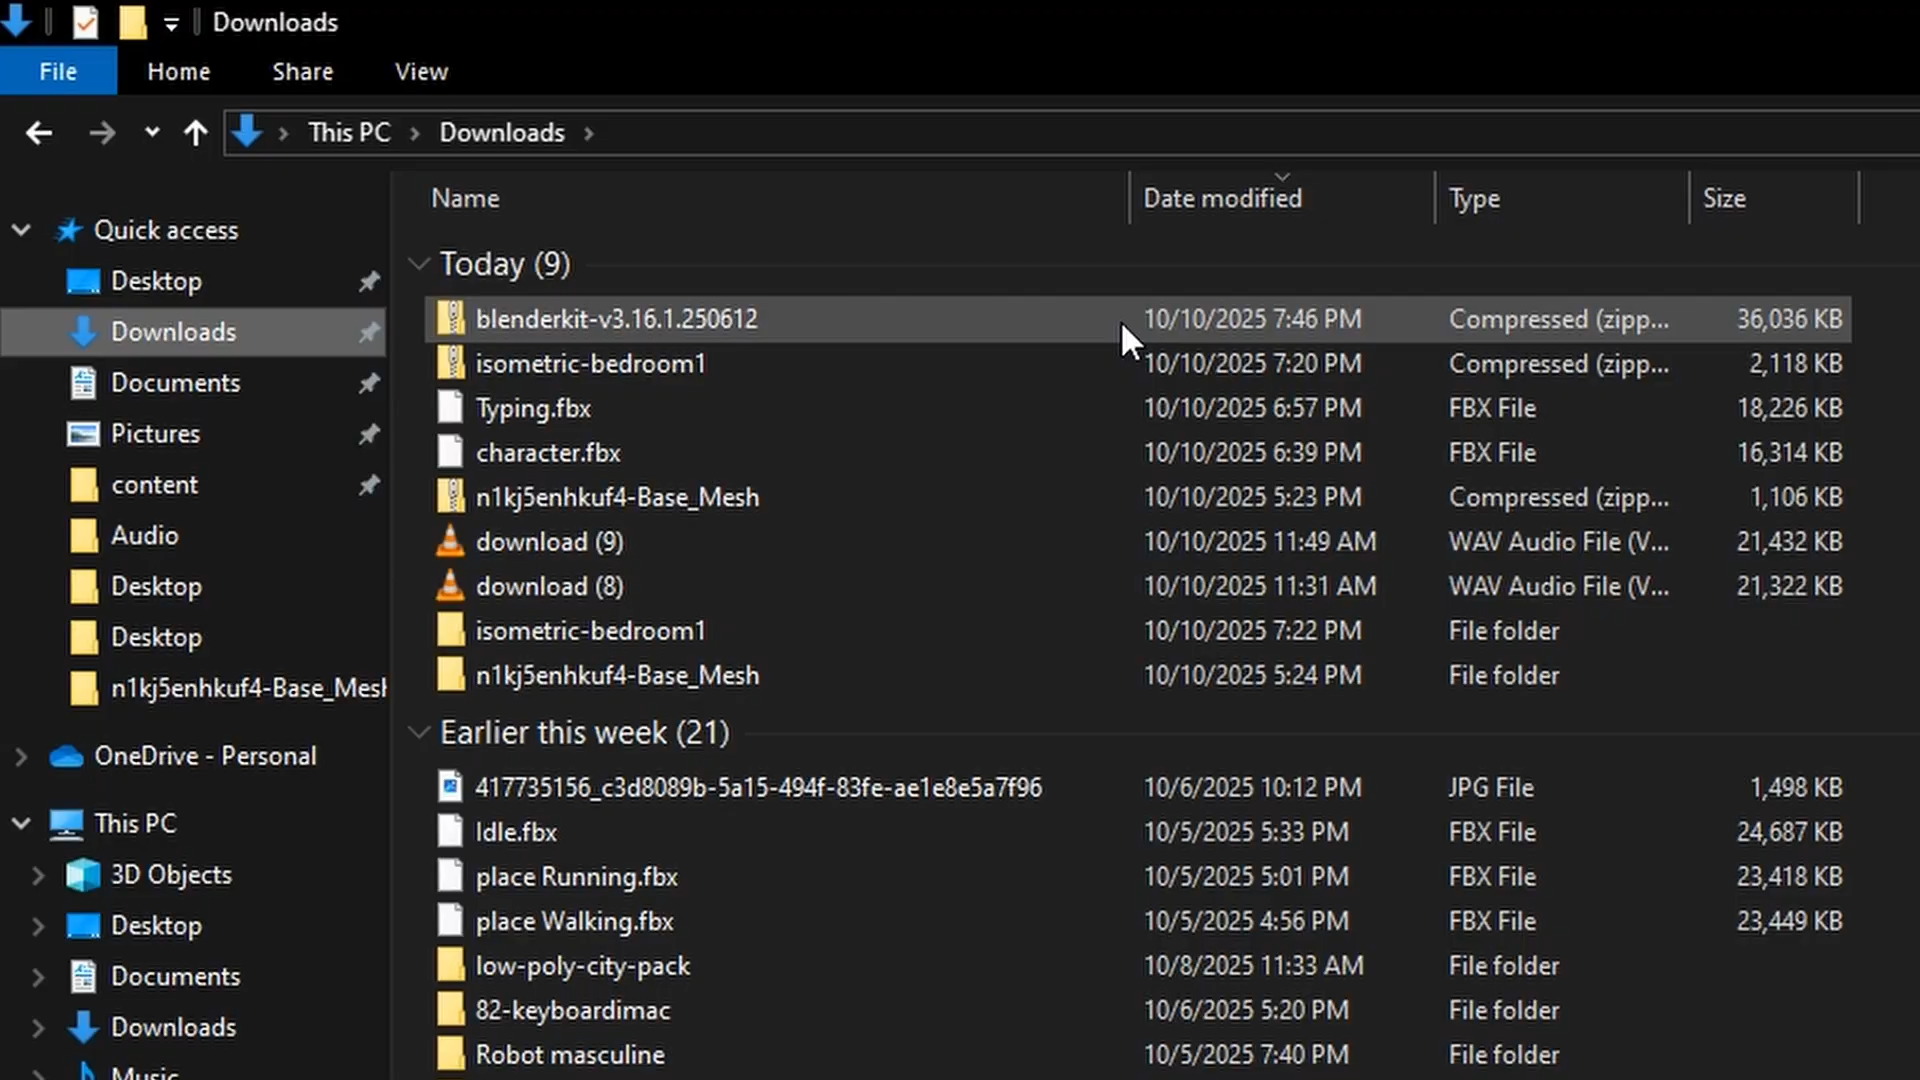 Downloads
File Home Share View
This PC Downloads
Name Date modified Type Size
Quick access
Desktop
Downloads
Documents
Pictures
content
Audio
Desktop
Desktop
n1kj5enhkuf4-Base_Mesh
OneDrive - Personal
This PC
3D Objects
Desktop
Documents
Downloads
Music
Today (9)
blenderkit-v3.16.1.250612 10/10/2025 7:46 PM Compressed (zipp... 36,036 KB
isometric-bedroom1 10/10/2025 7:20 PM Compressed (zipp... 2,118 KB
Typing.fbx 10/10/2025 6:57 PM FBX File 18,226 KB
character.fbx 10/10/2025 6:39 PM FBX File 16,314 KB
n1kj5enhkuf4-Base_Mesh 10/10/2025 5:23 PM Compressed (zipp... 1,106 KB
download (9) 10/10/2025 11:49 AM WAV Audio File (V... 21,432 KB
download (8) 10/10/2025 11:31 AM WAV Audio File (V... 21,322 KB
isometric-bedroom1 10/10/2025 7:22 PM File folder
n1kj5enhkuf4-Base_Mesh 10/10/2025 5:24 PM File folder
Earlier this week (21)
417735156_c3d8089b-5a15-494f-83fe-ae1e8e5a7f96 10/6/2025 10:12 PM JPG File 1,498 KB
Idle.fbx 10/5/2025 5:33 PM FBX File 24,687 KB
place Running.fbx 10/5/2025 5:01 PM FBX File 23,418 KB
place Walking.fbx 10/5/2025 4:56 PM FBX File 23,449 KB
low-poly-city-pack 10/8/2025 11:33 AM File folder
82-keyboardimac 10/6/2025 5:20 PM File folder
Robot masculine 10/5/2025 7:40 PM File folder